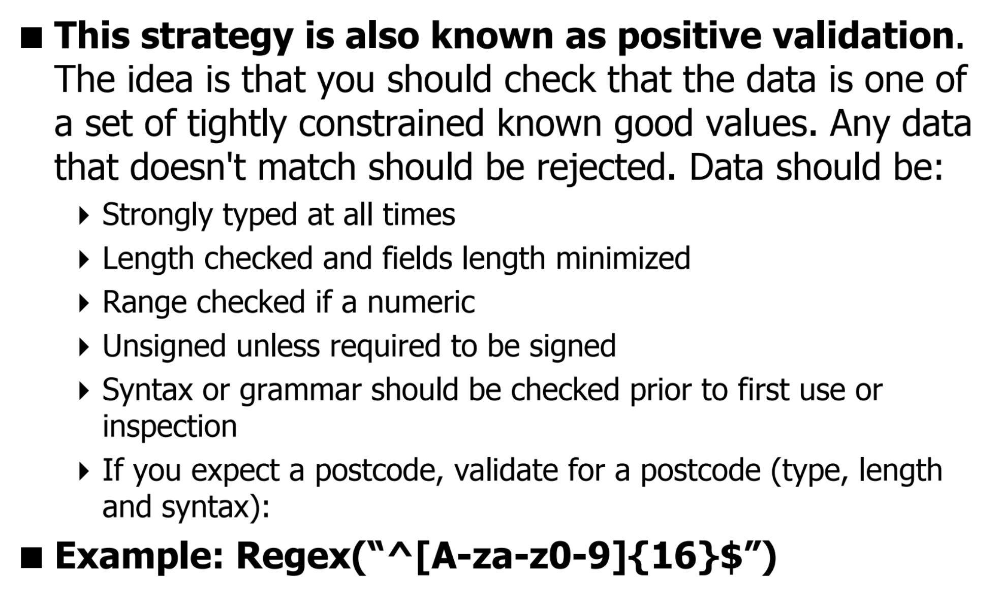 ■ This strategy is also known as positive validation.
The idea is that you should check that the data is one of
a set of tightly constrained known good values. Any data
that doesn't match should be rejected. Data should be:
▸ Strongly typed at all times
▸ Length checked and fields length minimized
▸ Range checked if a numeric
▸ Unsigned unless required to be signed
▸ Syntax or grammar should be checked prior to first use or
inspection
▸ If you expect a postcode, validate for a postcode (type, length
and syntax):
■ Example: Regex(“^[A-za-z0-9]{16}$”)